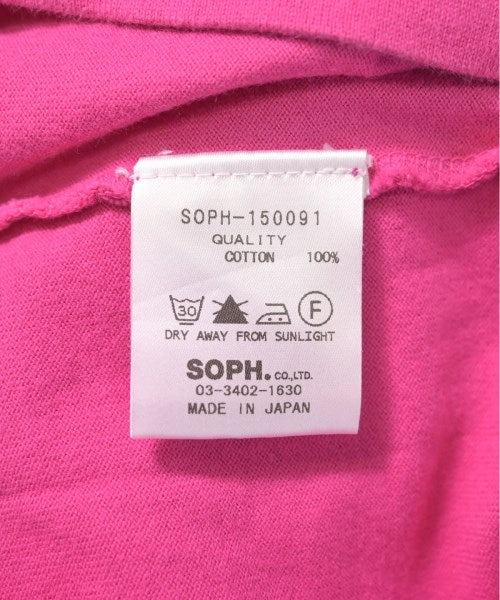 SOPH-150091
QUALITY
COTTON 100%
30 F
DRY AWAY FROM SUNLIGHT
SOPH. CO.,LTD.
03-3402-1630
MADE IN JAPAN